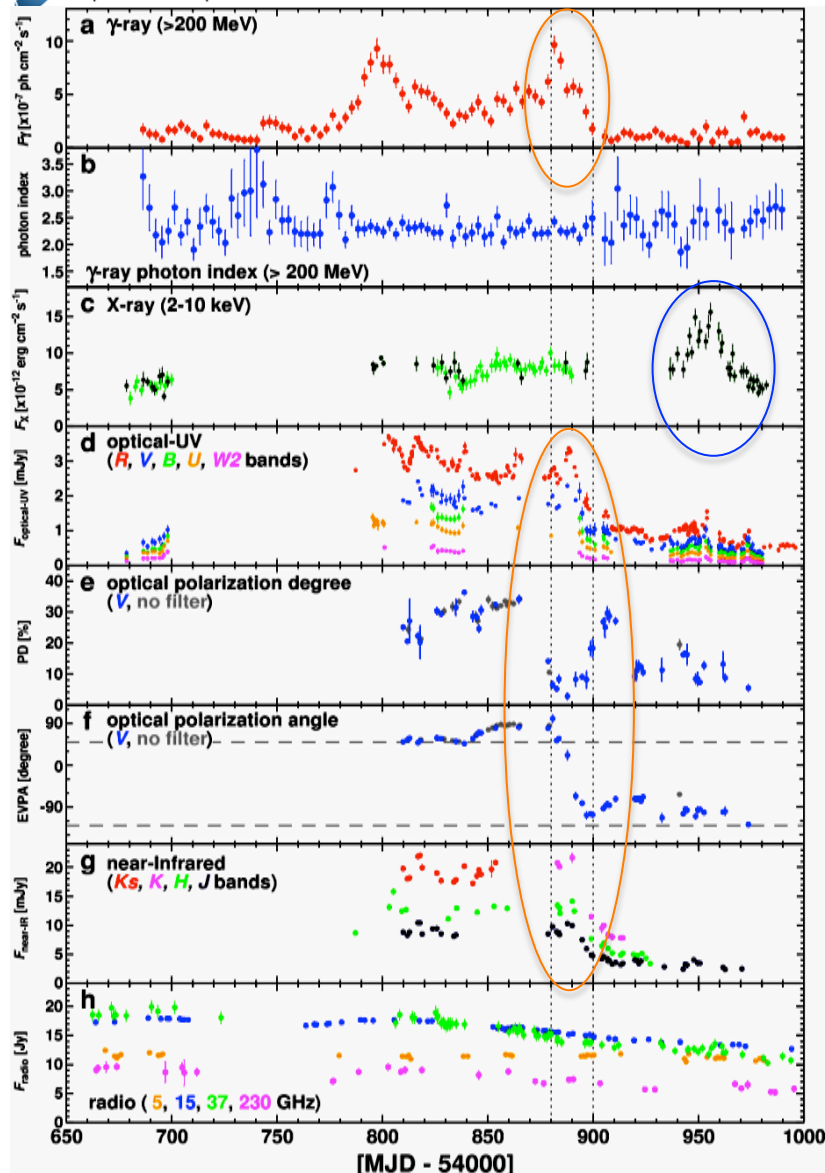 a γ-ray (>200 MeV)
Fγ [x10⁻⁷ ph cm⁻² s⁻¹]
10
5
0
b
photon index
3.5
3.0
2.5
2.0
1.5
γ-ray photon index (> 200 MeV)
c X-ray (2-10 keV)
Fx [x10⁻¹² erg cm⁻² s⁻¹]
15
10
5
0
d optical-UV
(R, V, B, U, W2 bands)
Foptical-UV [mJy]
3
2
1
0
e optical polarization degree
(V, no filter)
PD [%]
40
30
20
10
0
f optical polarization angle
(V, no filter)
EVPA [degree]
90
0
-90
g near-Infrared
(Ks, K, H, J bands)
Fnear-IR [mJy]
20
15
10
5
0
h
Fradio [Jy]
20
15
10
5
0
radio (5, 15, 37, 230 GHz)
650 700 750 800 850 900 950 1000
[MJD - 54000]